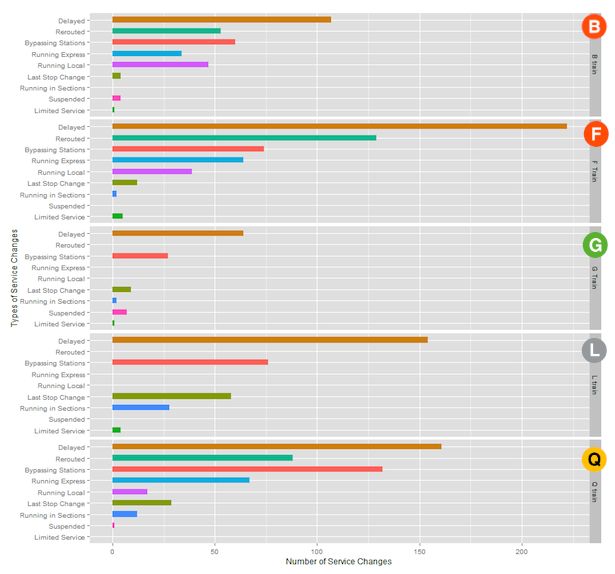 Delayed
Rerouted
Bypassing Stations
Running Express
Running Local
Last Stop Change
Running in Sections
Suspended
Limited Service
B
B train
Delayed
Rerouted
Bypassing Stations
Running Express
Running Local
Last Stop Change
Running in Sections
Suspended
Limited Service
F
F Train
Delayed
Rerouted
Bypassing Stations
Running Express
Running Local
Last Stop Change
Running in Sections
Suspended
Limited Service
G
G Train
Delayed
Rerouted
Bypassing Stations
Running Express
Running Local
Last Stop Change
Running in Sections
Suspended
Limited Service
L
L train
Delayed
Rerouted
Bypassing Stations
Running Express
Running Local
Last Stop Change
Running in Sections
Suspended
Limited Service
Q
Q train
Types of Service Changes
0 50 100 150 200
Number of Service Changes